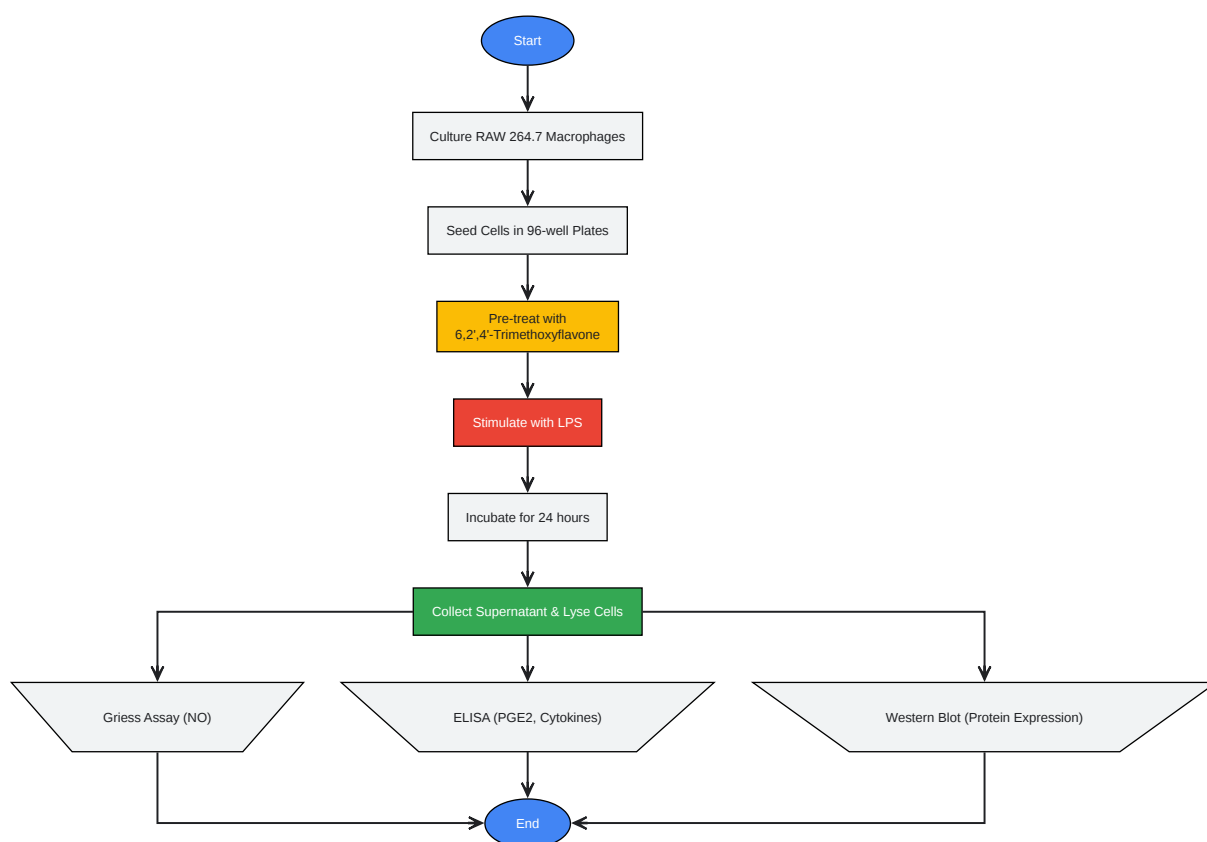 Start
Culture RAW 264.7 Macrophages
Seed Cells in 96-well Plates
Pre-treat with
6,2',4'-Trimethoxyflavone
Stimulate with LPS
Incubate for 24 hours
Collect Supernatant & Lyse Cells
Griess Assay (NO)
ELISA (PGE2, Cytokines)
Western Blot (Protein Expression)
End